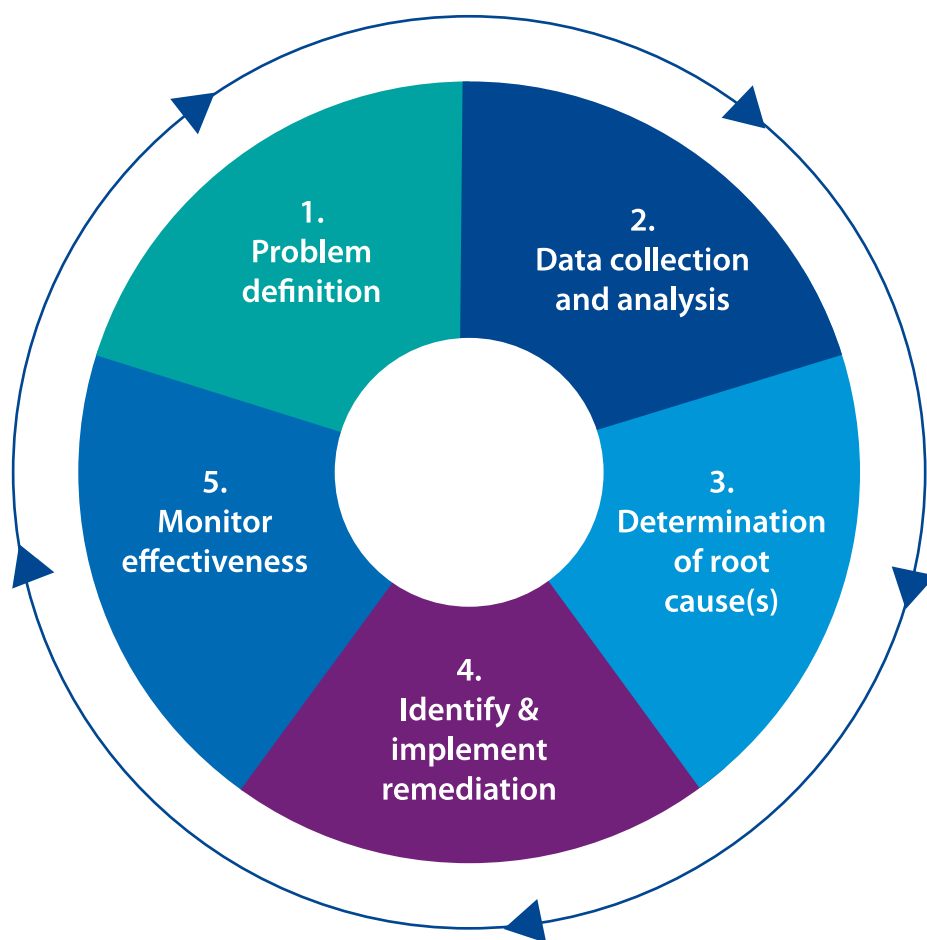 1.
Problem
definition
2.
Data collection
and analysis
3.
Determination
of root
cause(s)
4.
Identify &
implement
remediation
5.
Monitor
effectiveness